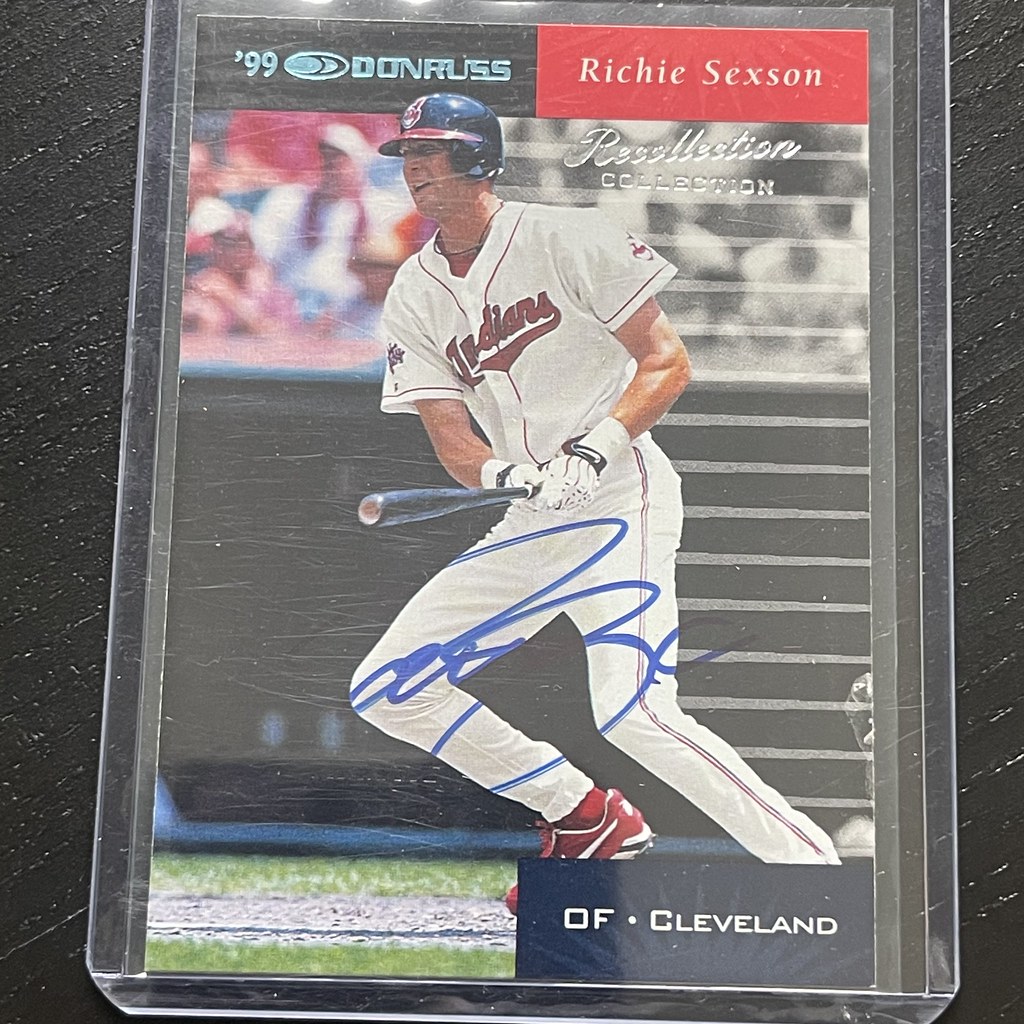 '99 DONRUSS
Richie Sexson
Recollection
COLLECTION
Indians
OF • CLEVELAND